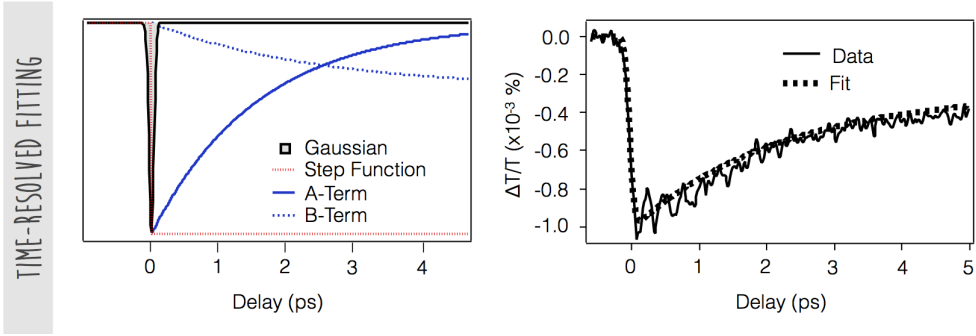 TIME-RESOLVED FITTING
Gaussian
Step Function
A-Term
B-Term
0 1 2 3 4
Delay (ps)
ΔT/T (x10⁻³ %)
0.0
-0.2
-0.4
-0.6
-0.8
-1.0
Data
Fit
0 1 2 3 4 5
Delay (ps)